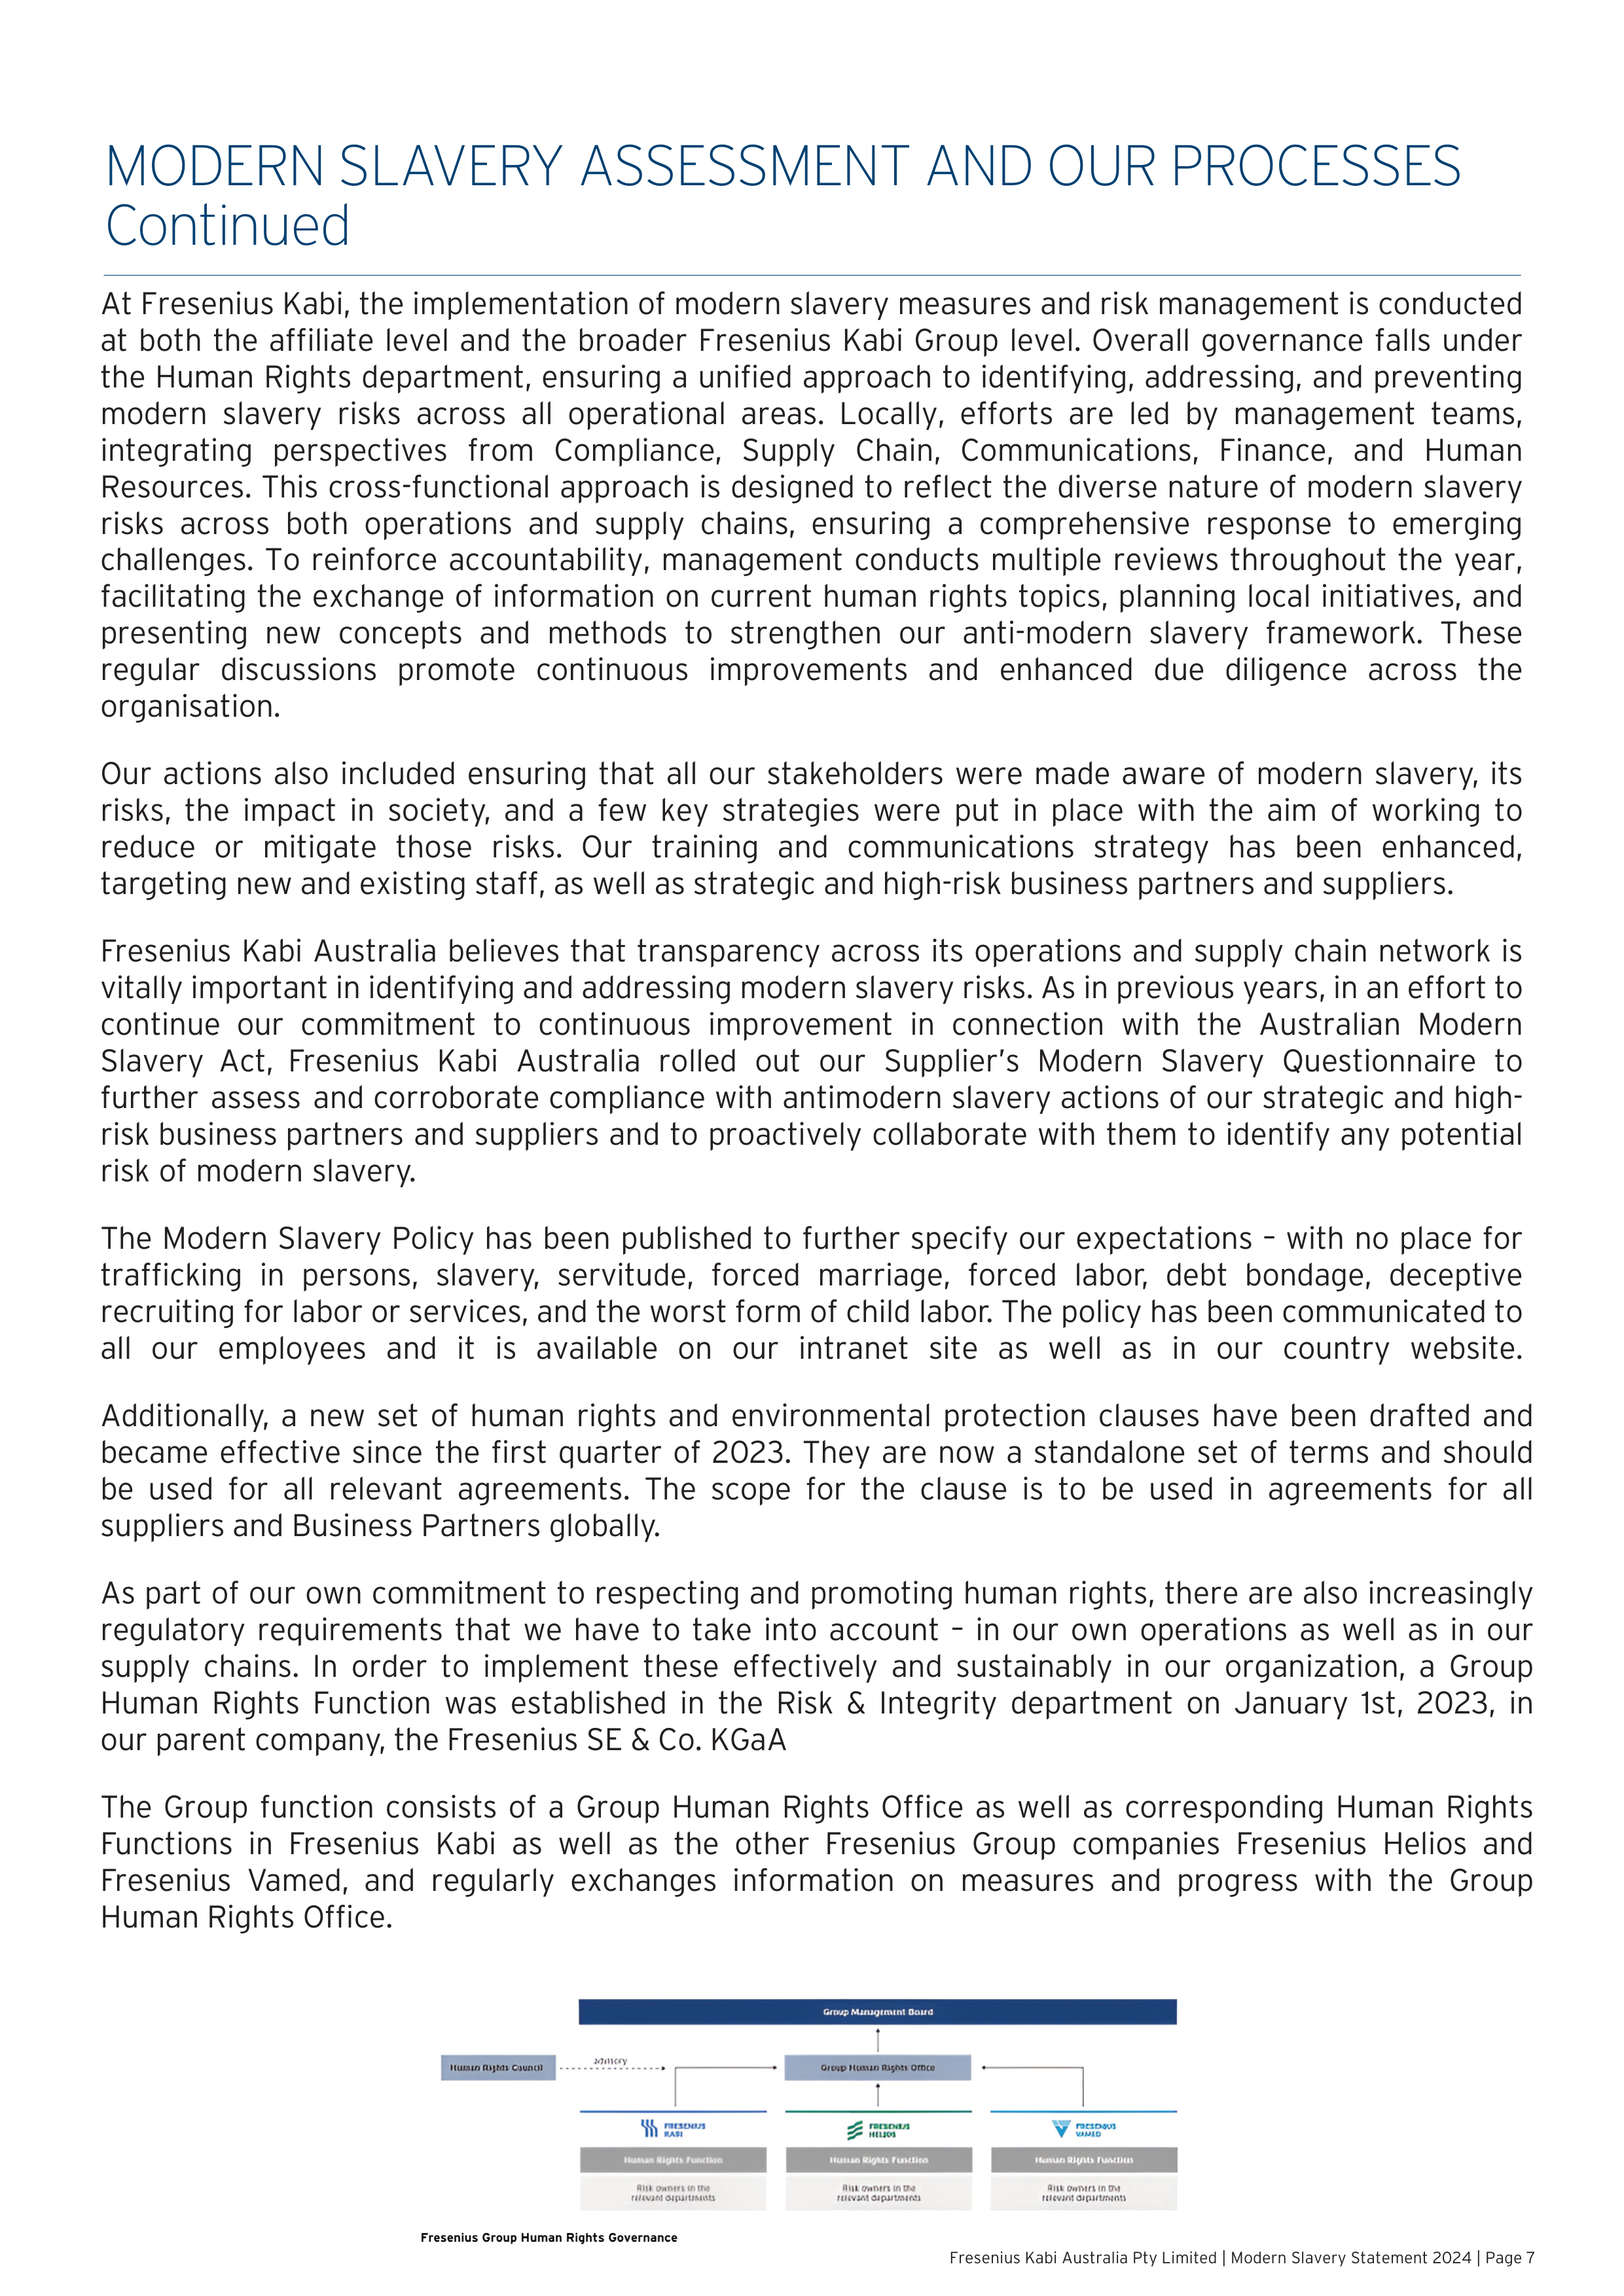 MODERN SLAVERY ASSESSMENT AND OUR PROCESSES
Continued
At Fresenius Kabi, the implementation of modern slavery measures and risk management is conducted
at both the affiliate level and the broader Fresenius Kabi Group level. Overall governance falls under
the Human Rights department, ensuring a unified approach to identifying, addressing, and preventing
modern slavery risks across all operational areas. Locally, efforts are led by management teams,
integrating perspectives from Compliance, Supply Chain, Communications, Finance, and Human
Resources. This cross-functional approach is designed to reflect the diverse nature of modern slavery
risks across both operations and supply chains, ensuring a comprehensive response to emerging
challenges. To reinforce accountability, management conducts multiple reviews throughout the year,
facilitating the exchange of information on current human rights topics, planning local initiatives, and
presenting new concepts and methods to strengthen our anti-modern slavery framework. These
regular discussions promote continuous improvements and enhanced due diligence across the
organisation.
Our actions also included ensuring that all our stakeholders were made aware of modern slavery, its
risks, the impact in society, and a few key strategies were put in place with the aim of working to
reduce or mitigate those risks. Our training and communications strategy has been enhanced,
targeting new and existing staff, as well as strategic and high-risk business partners and suppliers.
Fresenius Kabi Australia believes that transparency across its operations and supply chain network is
vitally important in identifying and addressing modern slavery risks. As in previous years, in an effort to
continue our commitment to continuous improvement in connection with the Australian Modern
Slavery Act, Fresenius Kabi Australia rolled out our Supplier's Modern Slavery Questionnaire to
further assess and corroborate compliance with antimodern slavery actions of our strategic and high-
risk business partners and suppliers and to proactively collaborate with them to identify any potential
risk of modern slavery.
The Modern Slavery Policy has been published to further specify our expectations – with no place for
trafficking in persons, slavery, servitude, forced marriage, forced labor, debt bondage, deceptive
recruiting for labor or services, and the worst form of child labor. The policy has been communicated to
all our employees and it is available on our intranet site as well as in our country website.
Additionally, a new set of human rights and environmental protection clauses have been drafted and
became effective since the first quarter of 2023. They are now a standalone set of terms and should
be used for all relevant agreements. The scope for the clause is to be used in agreements for all
suppliers and Business Partners globally.
As part of our own commitment to respecting and promoting human rights, there are also increasingly
regulatory requirements that we have to take into account – in our own operations as well as in our
supply chains. In order to implement these effectively and sustainably in our organization, a Group
Human Rights Function was established in the Risk & Integrity department on January 1st, 2023, in
our parent company, the Fresenius SE & Co. KGaA
The Group function consists of a Group Human Rights Office as well as corresponding Human Rights
Functions in Fresenius Kabi as well as the other Fresenius Group companies Fresenius Helios and
Fresenius Vamed, and regularly exchanges information on measures and progress with the Group
Human Rights Office.
Group Management Board
Human Rights Council
advisory
Group Human Rights Office
FRESENIUS
KABI
FRESENIUS
HELIOS
FRESENIUS
VAMED
Human Rights Function
Human Rights Function
Human Rights Function
Risk owners in the
relevant departments
Risk owners in the
relevant departments
Risk owners in the
relevant departments
Fresenius Group Human Rights Governance
Fresenius Kabi Australia Pty Limited | Modern Slavery Statement 2024 | Page 7